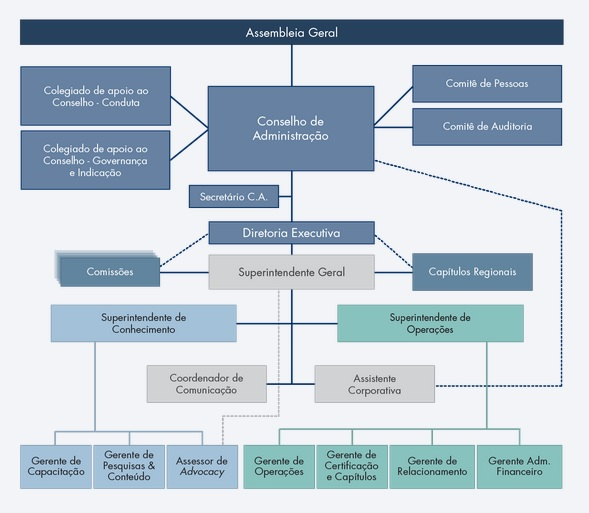 Assembleia Geral
Colegiado de apoio ao
Conselho - Conduta
Colegiado de apoio ao
Conselho - Governança
e Indicação
Conselho de
Administração
Comitê de Pessoas
Comitê de Auditoria
Secretário C.A.
Diretoria Executiva
Comissões
Superintendente Geral
Capítulos Regionais
Superintendente de
Conhecimento
Superintendente de
Operações
Coordenador de
Comunicação
Assistente
Corporativa
Gerente de
Capacitação
Gerente de
Pesquisas &
Conteúdo
Assessor de
Advocacy
Gerente de
Operações
Gerente de
Certificação
e Capítulos
Gerente de
Relacionamento
Gerente Adm.
Financeiro